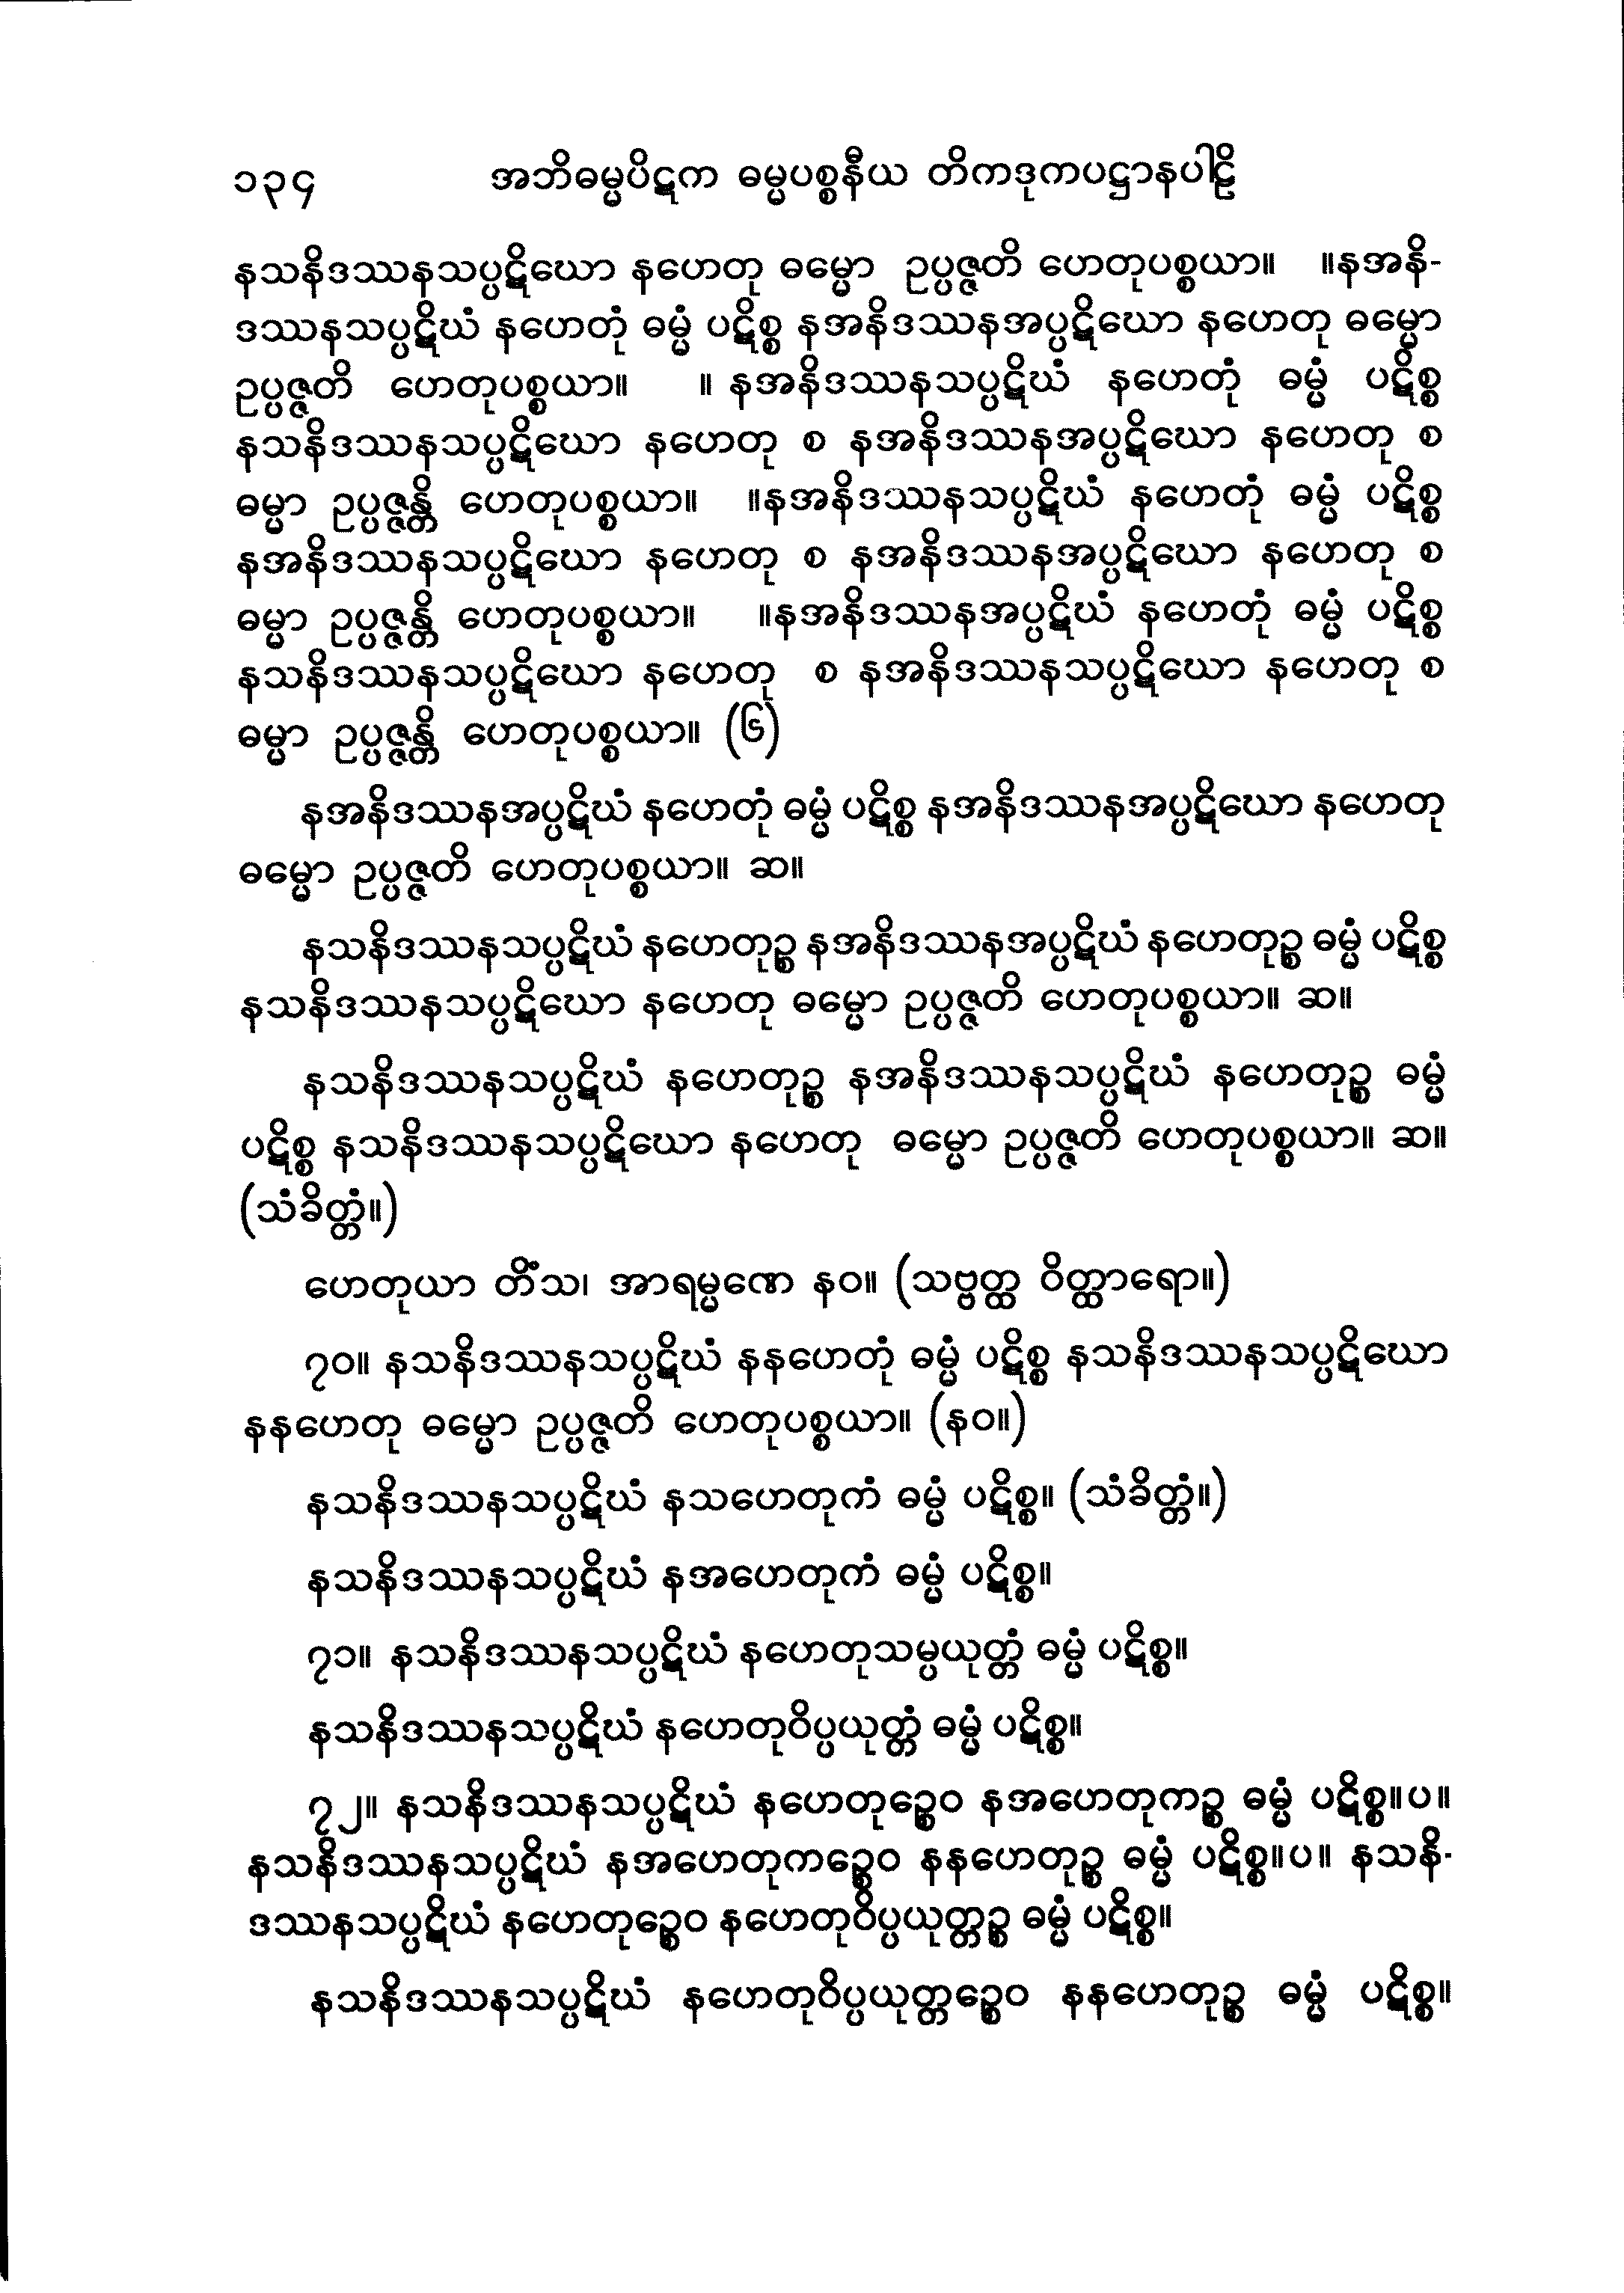 ၁၃၄ အဘိဓမ္မပိဋက ဓမ္မပစ္စနီယ တိကဒုကပဋ္ဌာနပါဠိ
နသနိဒဿနသပ္ပဋိဃော နဟေတု ဓမ္မော ဥပ္ပဇ္ဇတိ ဟေတုပစ္စယာ။ ။နအနိ-
ဒဿနသပ္ပဋိဃံ နဟေတုံ ဓမ္မံ ပဋိစ္စ နအနိဒဿနအပ္ပဋိဃော နဟေတု ဓမ္မော
ဥပ္ပဇ္ဇတိ ဟေတုပစ္စယာ။ ။ နအနိဒဿနသပ္ပဋိဃံ နဟေတုံ ဓမ္မံ ပဋိစ္စ
နသနိဒဿနသပ္ပဋိဃော နဟေတု စ နအနိဒဿနအပ္ပဋိဃော နဟေတု စ
ဓမ္မာ ဥပ္ပဇ္ဇန္တိ ဟေတုပစ္စယာ။ ။နအနိဒဿနသပ္ပဋိဃံ နဟေတုံ ဓမ္မံ ပဋိစ္စ
နအနိဒဿနသပ္ပဋိဃော နဟေတု စ နအနိဒဿနအပ္ပဋိဃော နဟေတု စ
ဓမ္မာ ဥပ္ပဇ္ဇန္တိ ဟေတုပစ္စယာ။ ။နအနိဒဿနအပ္ပဋိဃံ နဟေတုံ ဓမ္မံ ပဋိစ္စ
နသနိဒဿနသပ္ပဋိဃော နဟေတု စ နအနိဒဿနသပ္ပဋိဃော နဟေတု စ
ဓမ္မာ ဥပ္ပဇ္ဇန္တိ ဟေတုပစ္စယာ။ (၆)
နအနိဒဿနအပ္ပဋိဃံ နဟေတုံ ဓမ္မံ ပဋိစ္စ နအနိဒဿနအပ္ပဋိဃော နဟေတု
ဓမ္မော ဥပ္ပဇ္ဇတိ ဟေတုပစ္စယာ။ ဆ။
နသနိဒဿနသပ္ပဋိဃံ နဟေတုဉ္စ နအနိဒဿနအပ္ပဋိဃံ နဟေတုဉ္စ ဓမ္မံ ပဋိစ္စ
နသနိဒဿနသပ္ပဋိဃော နဟေတု ဓမ္မော ဥပ္ပဇ္ဇတိ ဟေတုပစ္စယာ။ ဆ။
နသနိဒဿနသပ္ပဋိဃံ နဟေတုဉ္စ နအနိဒဿနသပ္ပဋိဃံ နဟေတုဉ္စ ဓမ္မံ
ပဋိစ္စ နသနိဒဿနသပ္ပဋိဃော နဟေတု ဓမ္မော ဥပ္ပဇ္ဇတိ ဟေတုပစ္စယာ။ ဆ။
(သံခိတ္တံ။)
ဟေတုယာ တိံသ၊ အာရမ္မဏေ နဝ။ (သဗ္ဗတ္ထ ဝိတ္ထာရော။)
၇၀။ နသနိဒဿနသပ္ပဋိဃံ နနဟေတုံ ဓမ္မံ ပဋိစ္စ နသနိဒဿနသပ္ပဋိဃော
နနဟေတု ဓမ္မော ဥပ္ပဇ္ဇတိ ဟေတုပစ္စယာ။ (နဝ။)
နသနိဒဿနသပ္ပဋိဃံ နသဟေတုကံ ဓမ္မံ ပဋိစ္စ။ (သံခိတ္တံ။)
နသနိဒဿနသပ္ပဋိဃံ နအဟေတုကံ ဓမ္မံ ပဋိစ္စ။
၇၁။ နသနိဒဿနသပ္ပဋိဃံ နဟေတုသမ္ပယုတ္တံ ဓမ္မံ ပဋိစ္စ။
နသနိဒဿနသပ္ပဋိဃံ နဟေတုဝိပ္ပယုတ္တံ ဓမ္မံ ပဋိစ္စ။
၇၂။ နသနိဒဿနသပ္ပဋိဃံ နဟေတုဉ္စေဝ နအဟေတုကဉ္စ ဓမ္မံ ပဋိစ္စ။ပ။
နသနိဒဿနသပ္ပဋိဃံ နအဟေတုကဉ္စေဝ နနဟေတုဉ္စ ဓမ္မံ ပဋိစ္စ။ပ။ နသနိ-
ဒဿနသပ္ပဋိဃံ နဟေတုဉ္စေဝ နဟေတုဝိပ္ပယုတ္တဉ္စ ဓမ္မံ ပဋိစ္စ။
နသနိဒဿနသပ္ပဋိဃံ နဟေတုဝိပ္ပယုတ္တဉ္စေဝ နနဟေတုဉ္စ ဓမ္မံ ပဋိစ္စ။